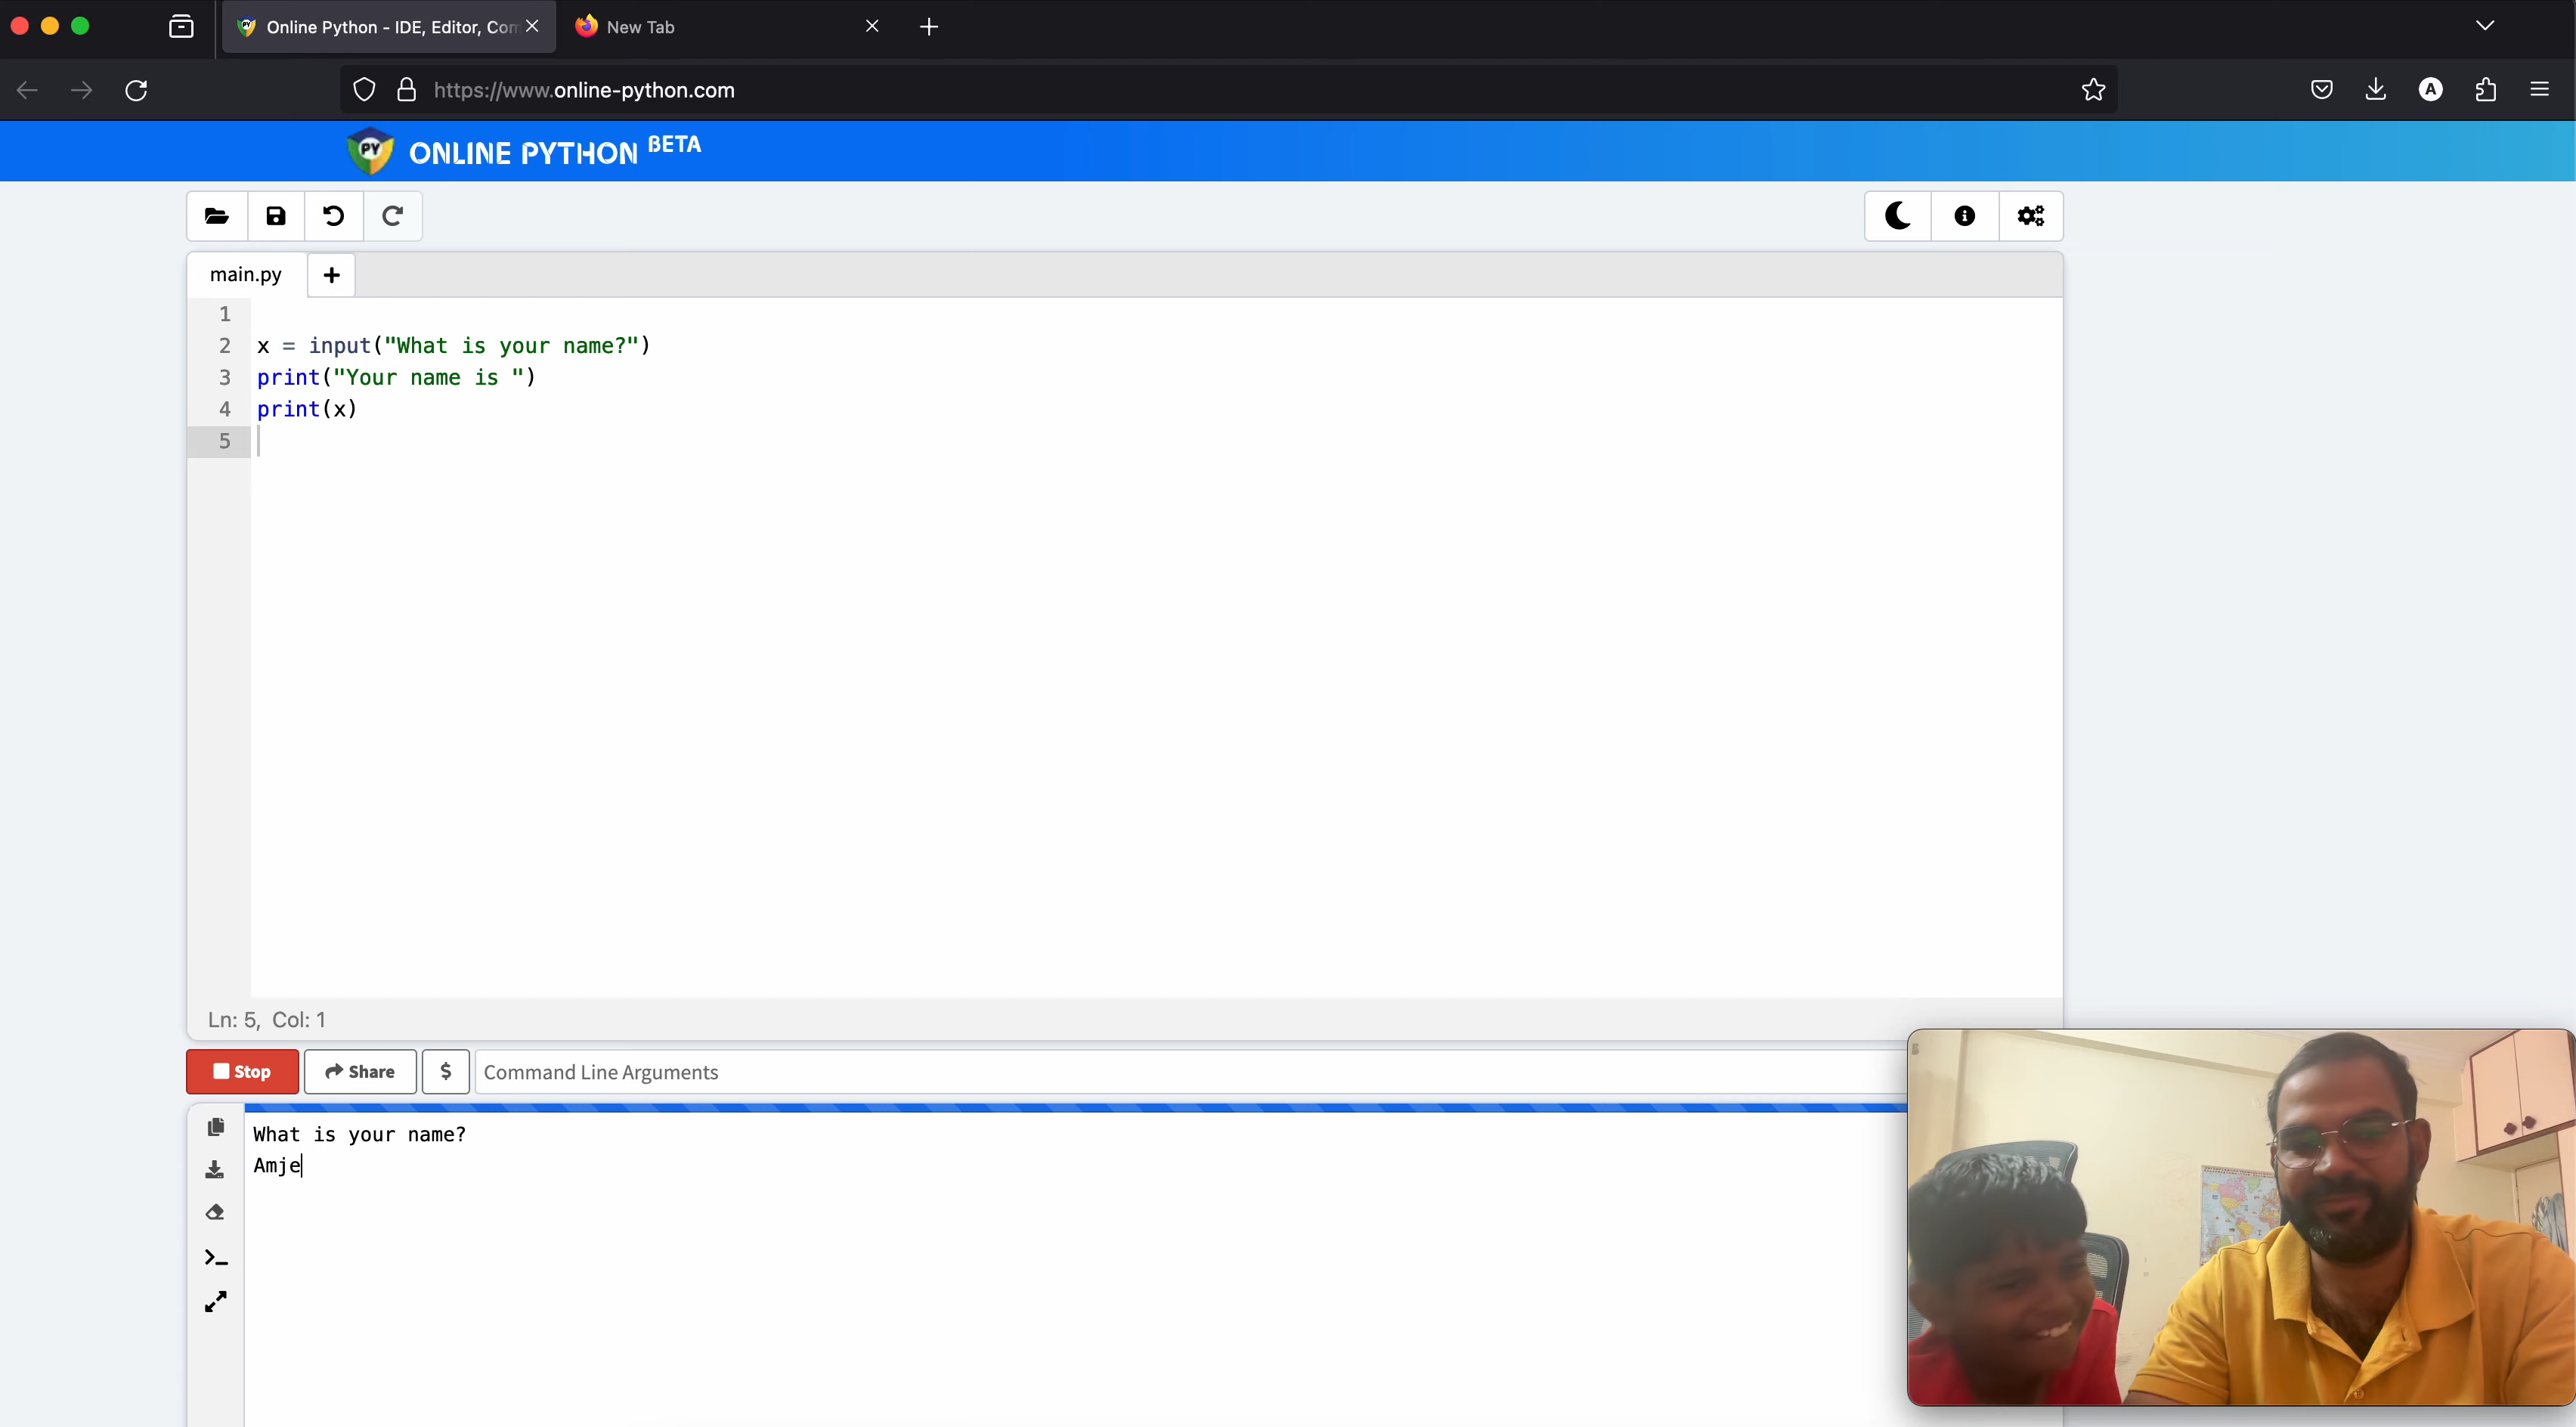 Online Python - IDE, Editor, Com
New Tab
https://www.online-python.com
A
PY ONLINE PYTHON BETA
main.py
1
2 x = input("What is your name?")
3 print("Your name is ")
4 print(x)
5
Ln: 5, Col: 1
Stop Share $ Command Line Arguments
What is your name?
Amje